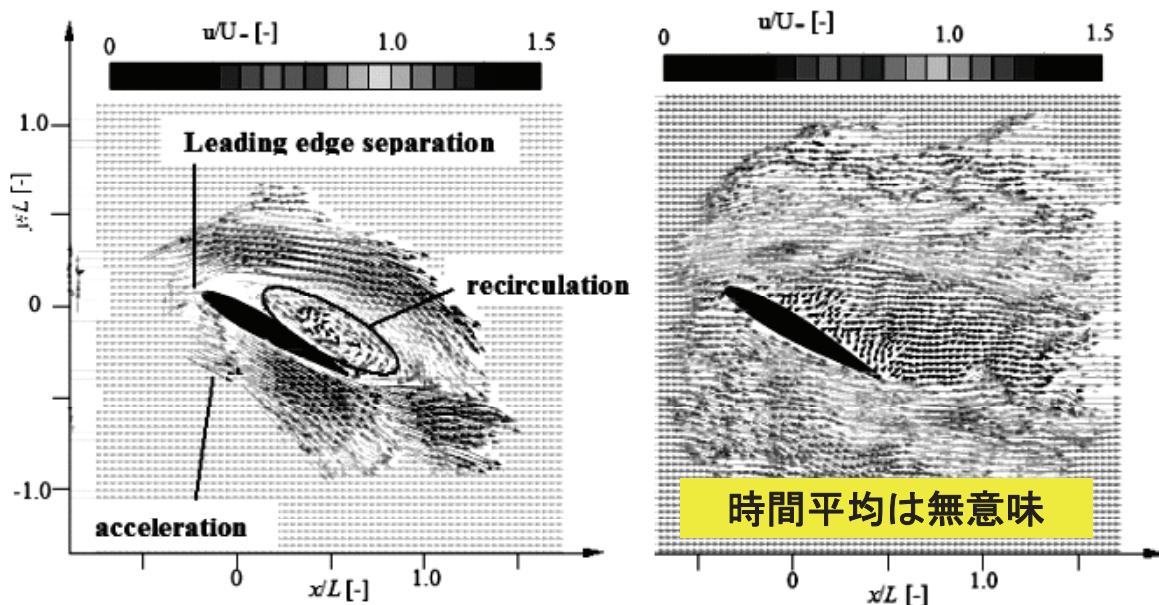 u/U∞ [-]
0
1.0
1.5
1.0
Leading edge separation
y/L [-]
recirculation
0
-1.0
acceleration
0
1.0
x/L [-]
u/U∞ [-]
0
1.0
1.5
時間平均は無意味
0
1.0
x/L [-]